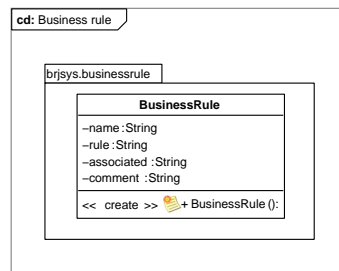 cd: Business rule
brjsys.businessrule
BusinessRule
–name :String
–rule :String
–associated :String
–comment :String
<< create >> + BusinessRule ():